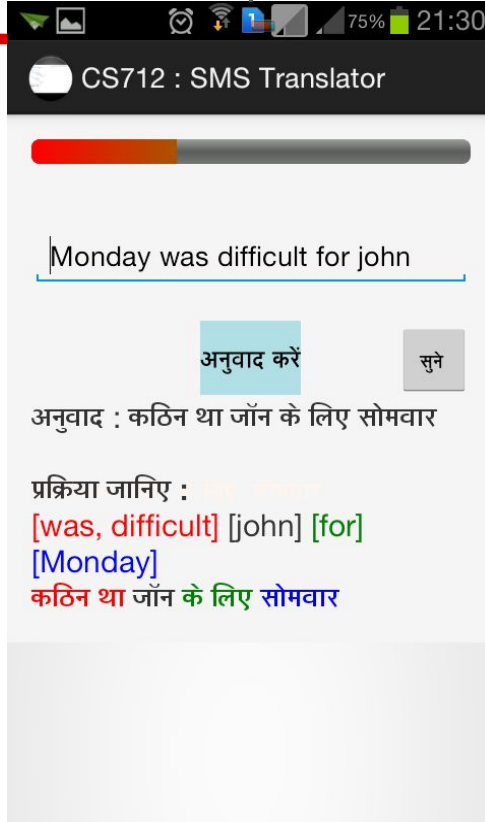 75% 21:30
CS712 : SMS Translator
Monday was difficult for john
अनुवाद करें
सुने
अनुवाद : कठिन था जॉन के लिए सोमवार
प्रक्रिया जानिए :
[was, difficult] [john] [for]
[Monday]
कठिन था जॉन के लिए सोमवार